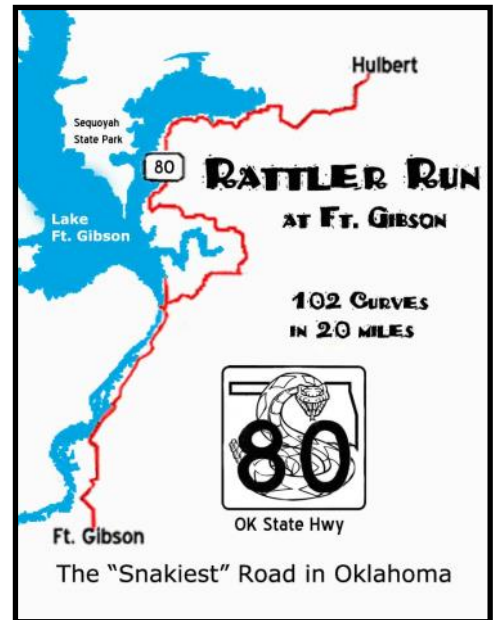 Hulbert
Sequoyah
State Park
80
RATTLER RUN
AT FT. GIBSON
Lake
Ft. Gibson
102 CURVES
IN 20 MILES
80
OK State Hwy
Ft. Gibson
The “Snakiest” Road in Oklahoma